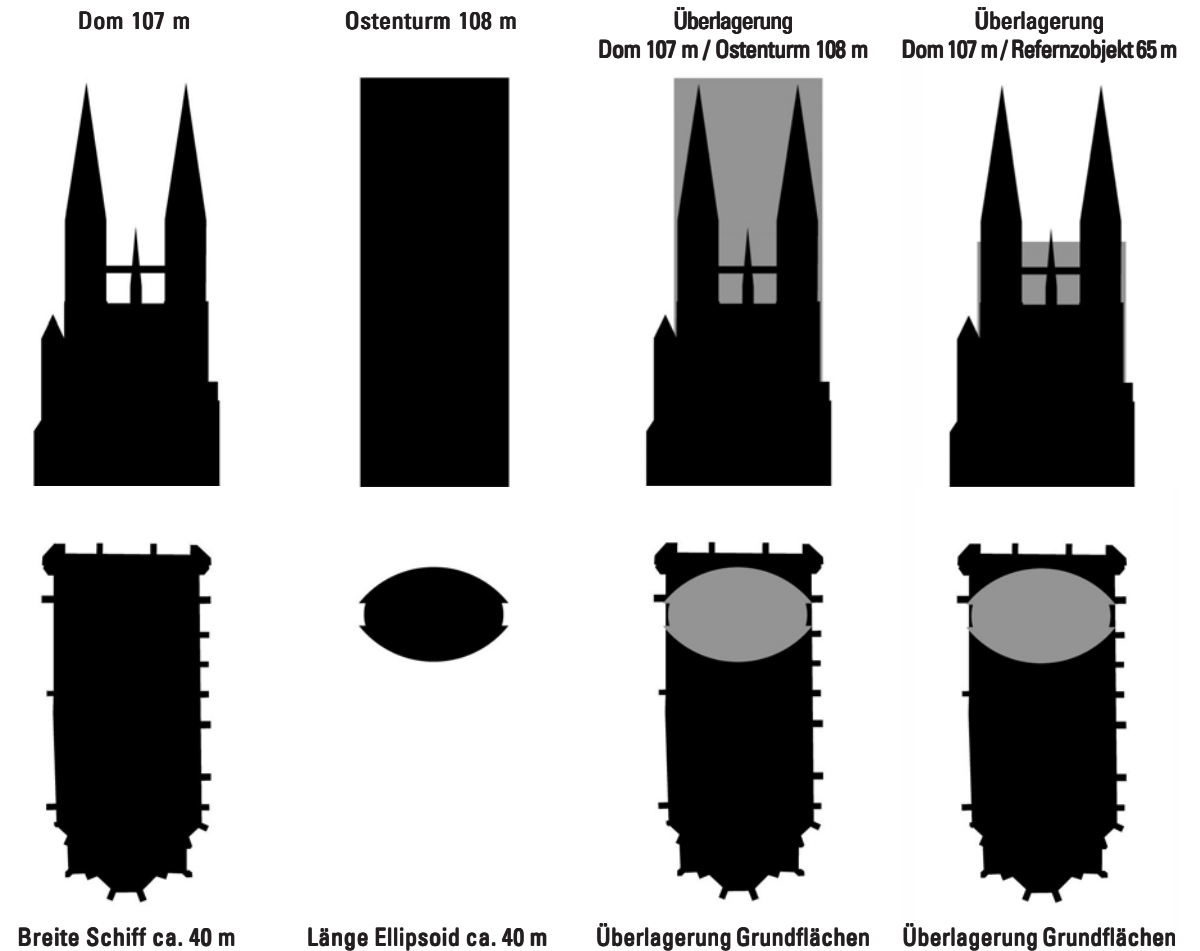 Dom 107 m
Ostenturm 108 m
Überlagerung
Dom 107 m / Ostenturm 108 m
Überlagerung
Dom 107 m / Refernzobjekt 65 m
Breite Schiff ca. 40 m
Länge Ellipsoid ca. 40 m
Überlagerung Grundflächen
Überlagerung Grundflächen